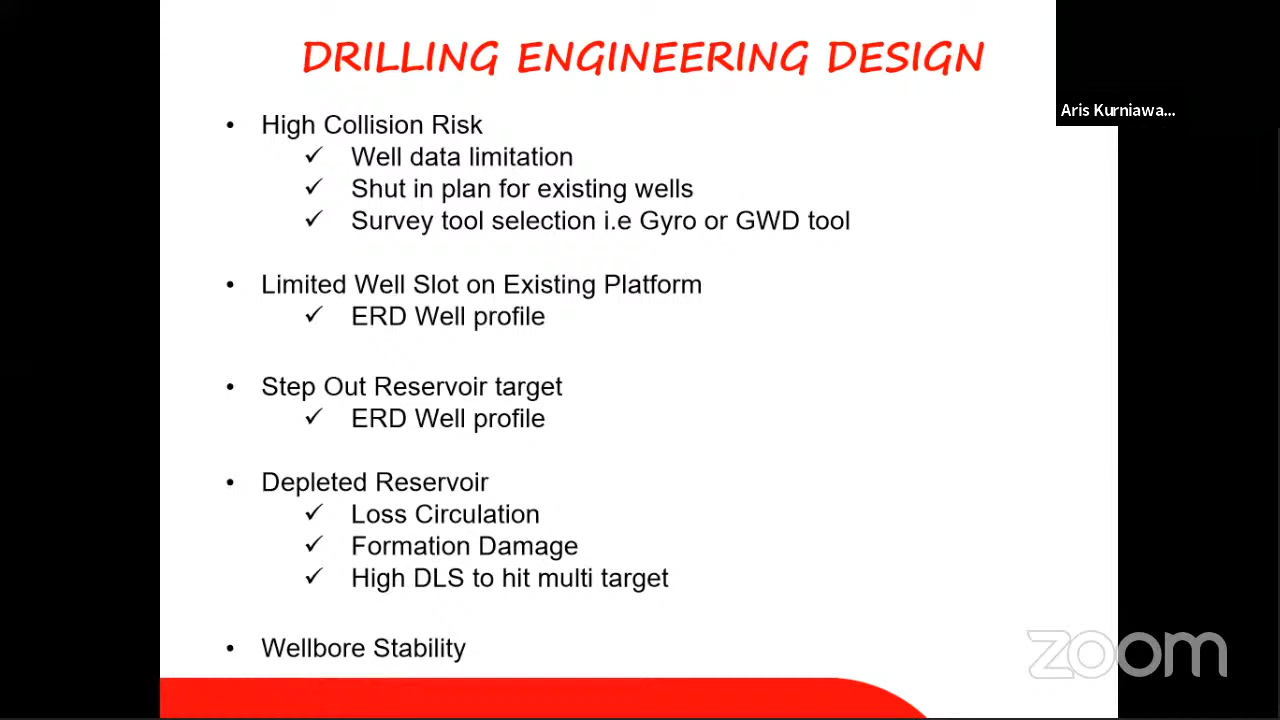 DRILLING ENGINEERING DESIGN
Aris Kurniawa...
• High Collision Risk
✓ Well data limitation
✓ Shut in plan for existing wells
✓ Survey tool selection i.e Gyro or GWD tool
• Limited Well Slot on Existing Platform
✓ ERD Well profile
• Step Out Reservoir target
✓ ERD Well profile
• Depleted Reservoir
✓ Loss Circulation
✓ Formation Damage
✓ High DLS to hit multi target
• Wellbore Stability
zoom